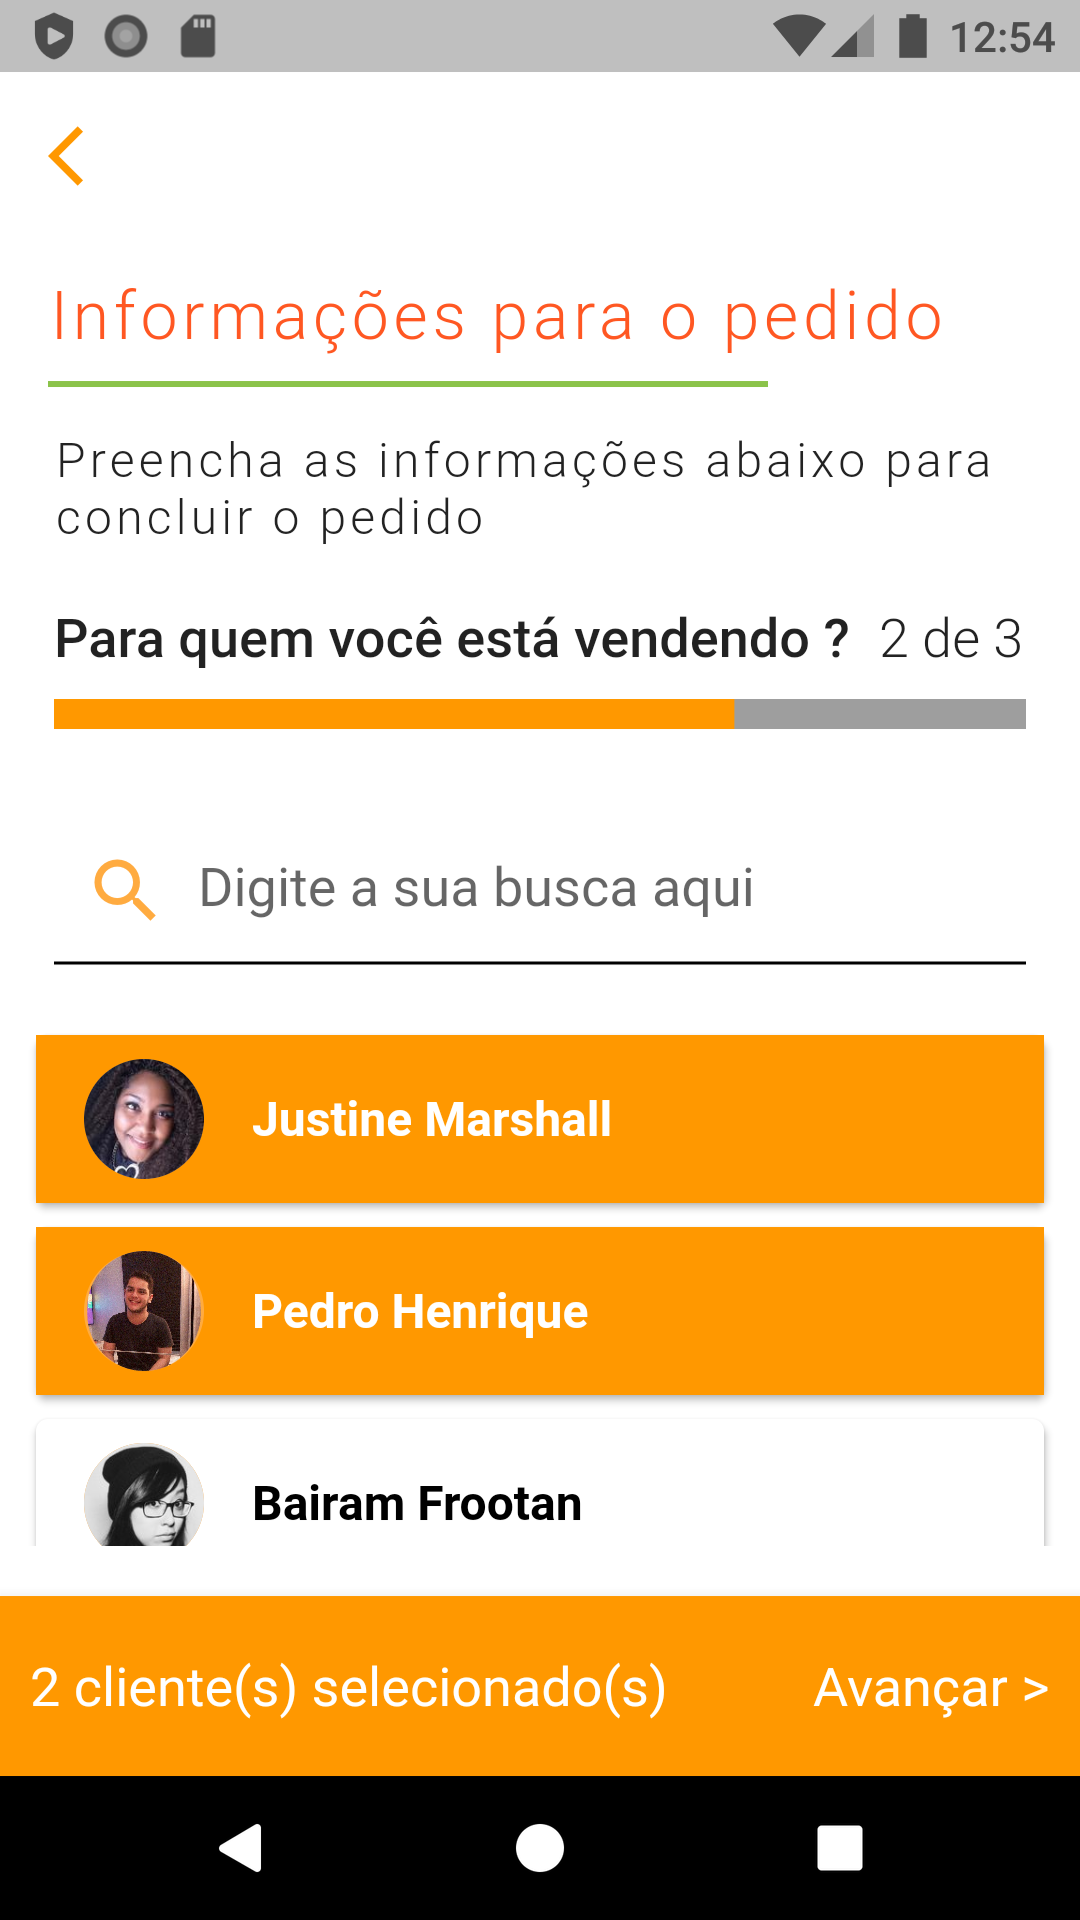 12:54
Informações para o pedido
Preencha as informações abaixo para
concluir o pedido
Para quem você está vendendo ? 2 de 3
Digite a sua busca aqui
Justine Marshall
Pedro Henrique
Bairam Frootan
2 cliente(s) selecionado(s) Avançar >